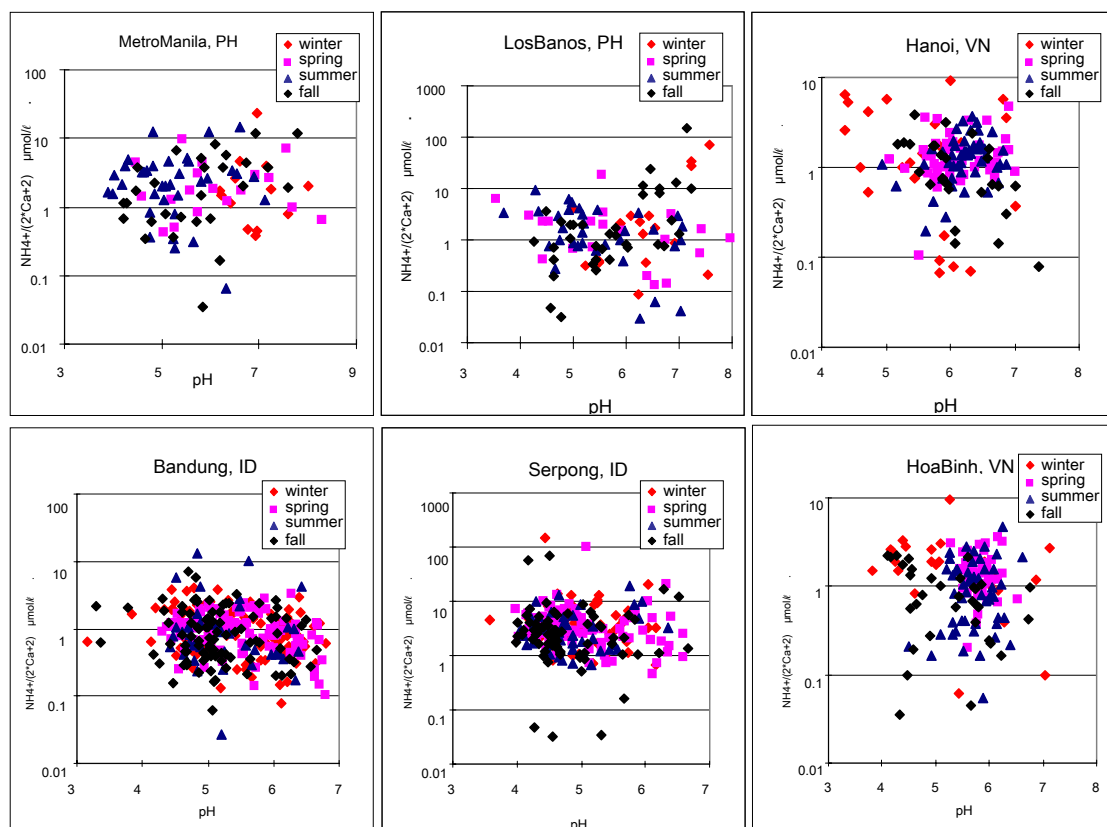 MetroManila, PH
winter
spring
summer
fall
NH4+/(2*Ca+2) µmol/ℓ
100
10
1
0.1
0.01
3 5 7 9
pH
LosBanos, PH
winter
spring
summer
fall
NH4+/(2*Ca+2) µmol/ℓ
1000
100
10
1
0.1
0.01
3 4 5 6 7 8
pH
Hanoi, VN
winter
spring
summer
fall
NH4+/(2*Ca+2) µmol/ℓ
10
1
0.1
0.01
4 5 6 7 8
pH
Bandung, ID
winter
spring
summer
fall
NH4+/(2*Ca+2) µmol/ℓ
100
10
1
0.1
0.01
3 4 5 6 7
pH
Serpong, ID
winter
spring
summer
fall
NH4+/(2*Ca+2) µmol/ℓ
1000
100
10
1
0.1
0.01
3 4 5 6 7
pH
HoaBinh, VN
winter
spring
summer
fall
NH4+/(2*Ca+2) µmol/ℓ
10
1
0.1
0.01
3 4 5 6 7 8
pH